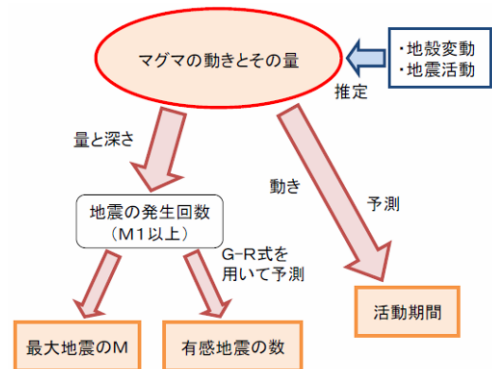 マグマの動きとその量
・地殻変動
・地震活動
推定
量と深さ
動き
予測
地震の発生回数
(M1以上)
G-R式を
用いて予測
最大地震のM
有感地震の数
活動期間